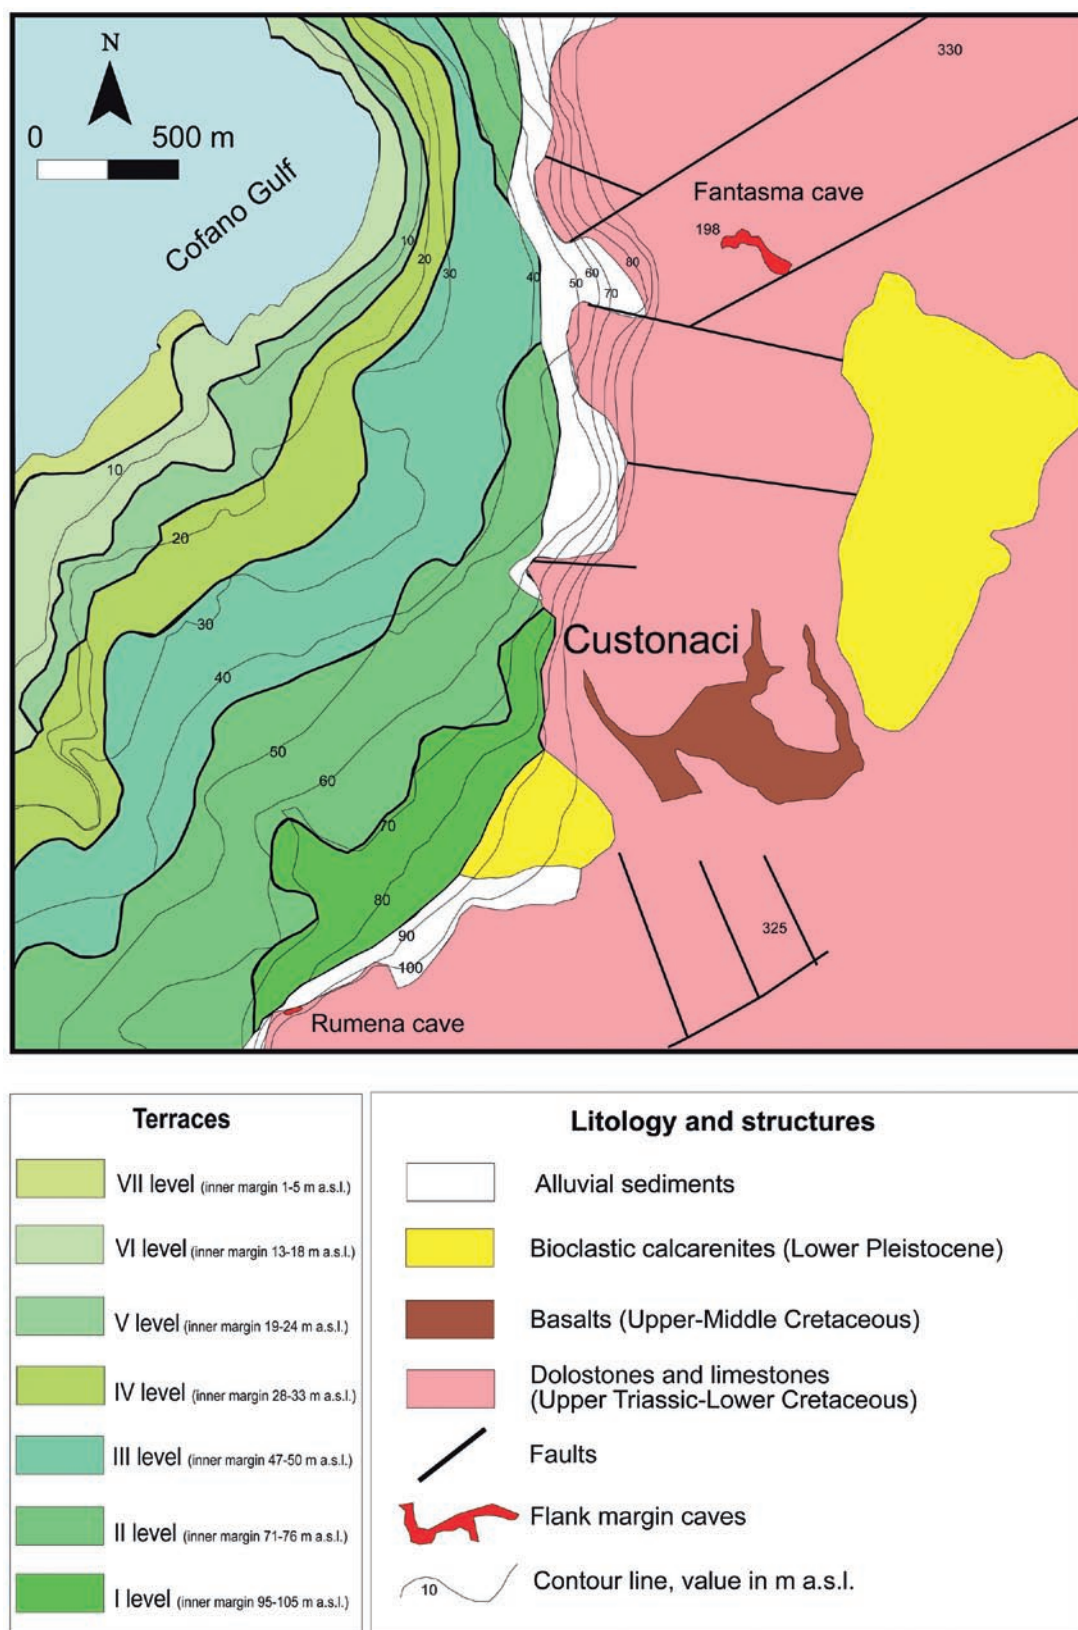 N
0 500 m
Cofano Gulf
330
Fantasma cave
198
10
20
30
40
50
60
70
80
10
20
30
40
Custonaci
50
60
70
80
90
100
325
Rumena cave
Terraces
VII level (inner margin 1-5 m a.s.l.)
VI level (inner margin 13-18 m a.s.l.)
V level (inner margin 19-24 m a.s.l.)
IV level (inner margin 28-33 m a.s.l.)
III level (inner margin 47-50 m a.s.l.)
II level (inner margin 71-76 m a.s.l.)
I level (inner margin 95-105 m a.s.l.)
Litology and structures
Alluvial sediments
Bioclastic calcarenites (Lower Pleistocene)
Basalts (Upper-Middle Cretaceous)
Dolostones and limestones
(Upper Triassic-Lower Cretaceous)
Faults
Flank margin caves
10
Contour line, value in m a.s.l.